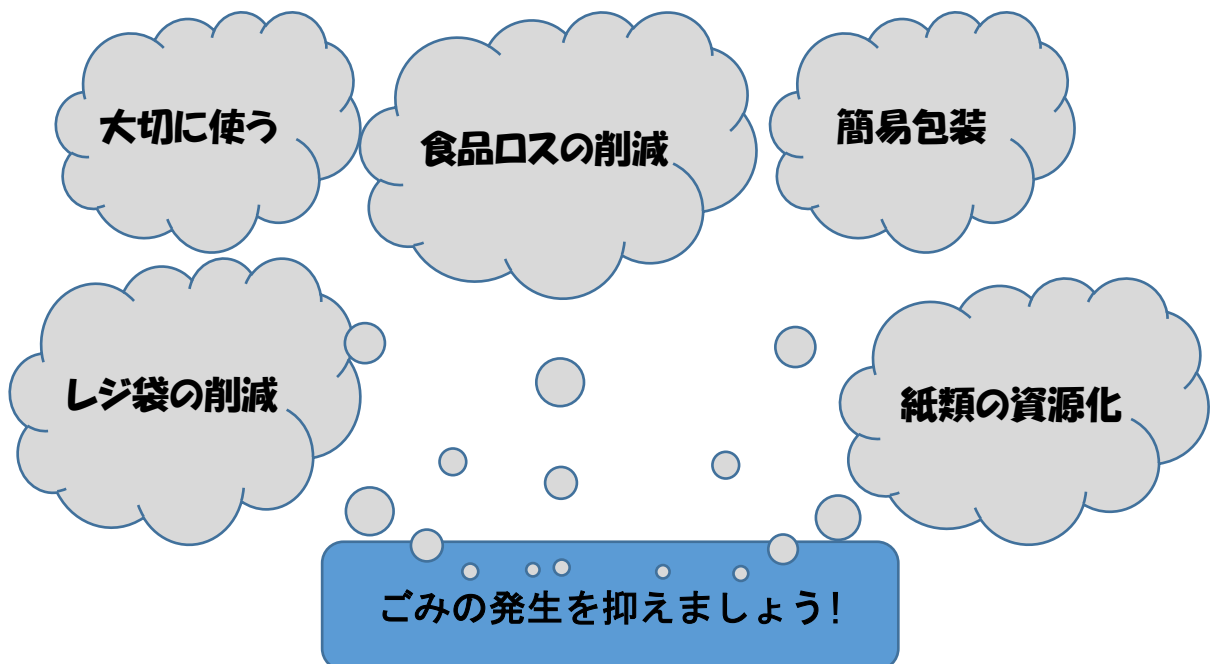 大切に使う
食品ロスの削減
簡易包装
レジ袋の削減
紙類の資源化
ごみの発生を抑えましょう！